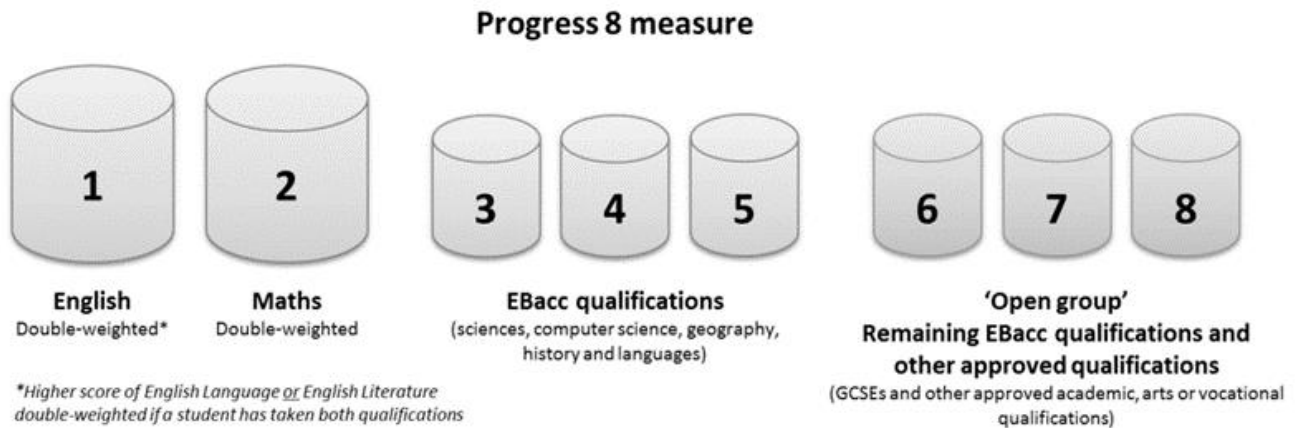 Progress 8 measure
1
2
3
4
5
6
7
8
English
Double-weighted*
Maths
Double-weighted
EBacc qualifications
(sciences, computer science, geography,
history and languages)
‘Open group’
Remaining EBacc qualifications and
other approved qualifications
(GCSEs and other approved academic, arts or vocational
qualifications)
*Higher score of English Language or English Literature
double-weighted if a student has taken both qualifications